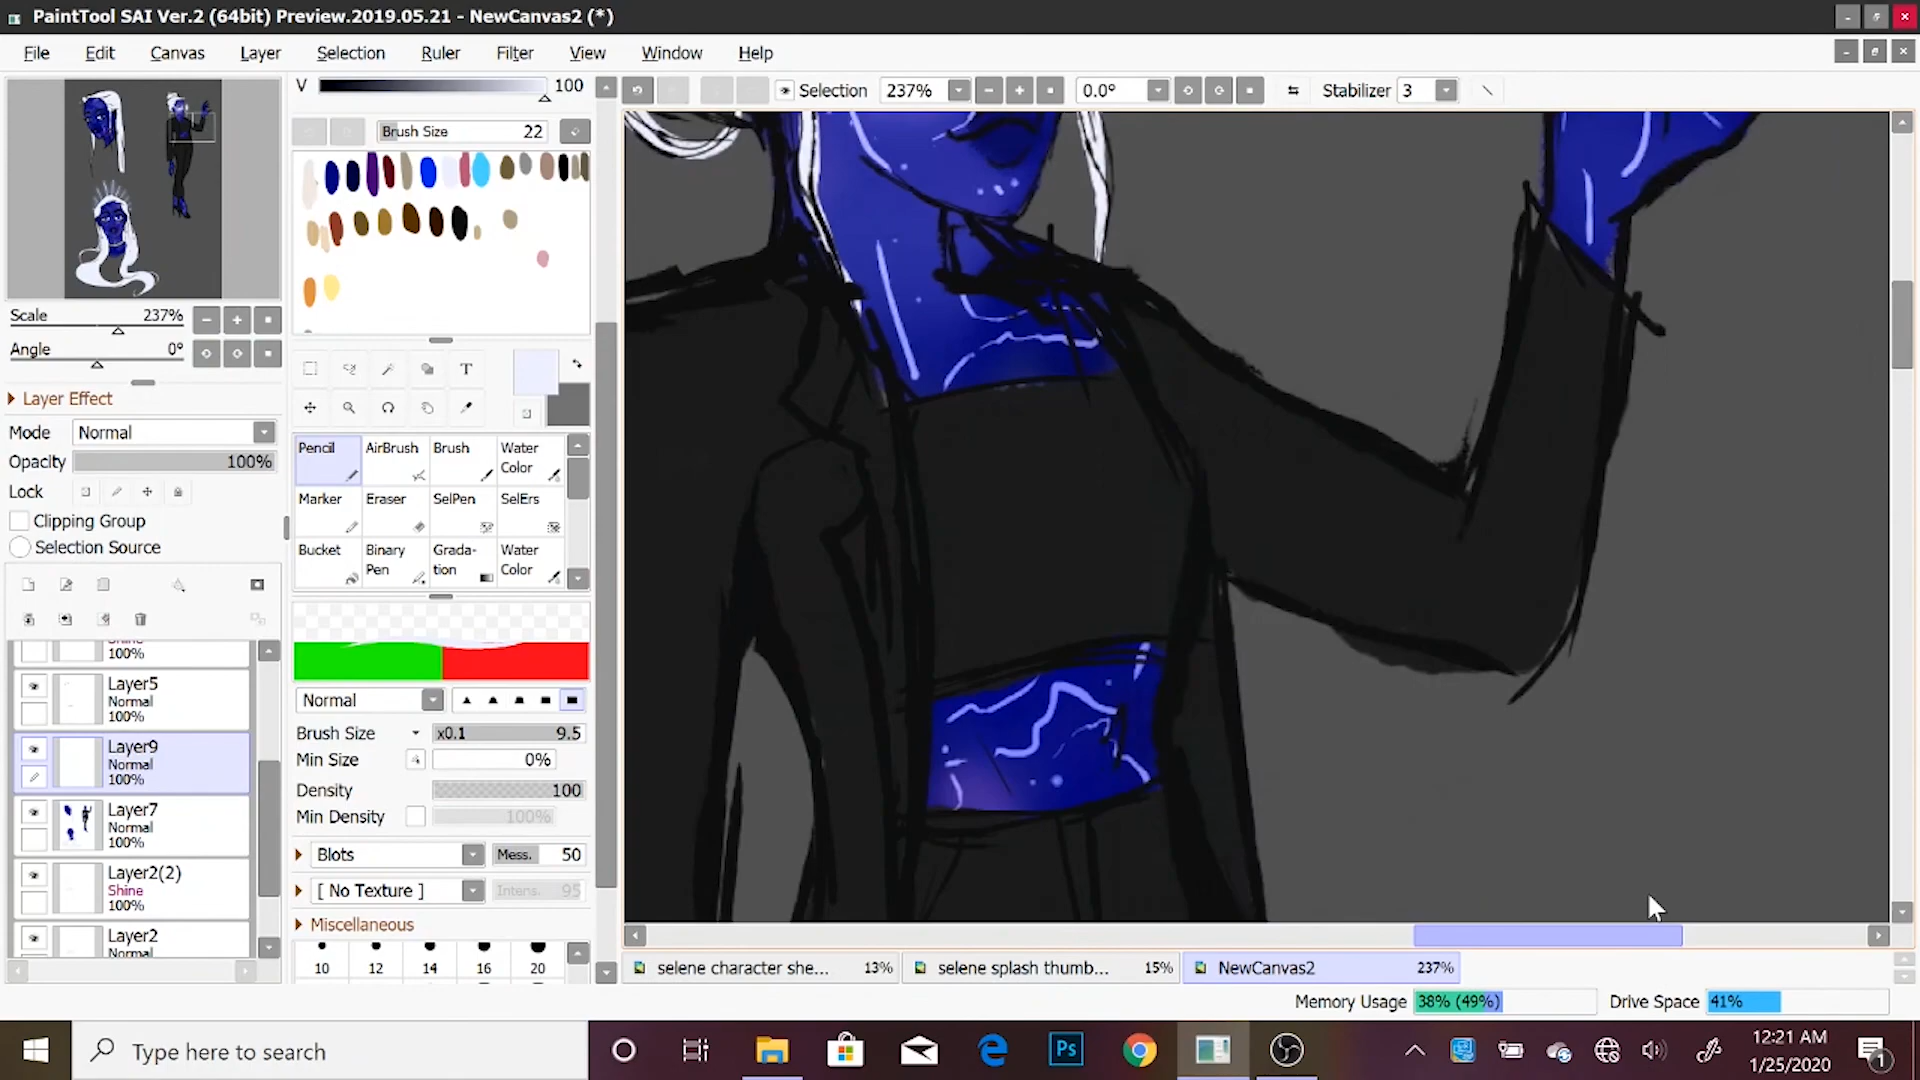 PaintTool SAI Ver.2 (64bit) Preview.2019.05.21 - NewCanvas2 (*)
File Edit Canvas Layer Selection Ruler Filter View Window Help
V 100
Selection 237% 0.0° Stabilizer 3
Brush Size 22
Scale 237%
Angle 0°
Layer Effect
Mode Normal
Opacity 100%
Lock
Clipping Group
Selection Source
T
Pencil AirBrush Brush Water Color
Marker Eraser SelPen SelErs
Bucket Binary Pen Grada-tion Water Color
Shine
100%
Layer5
Normal
100%
Layer9
Normal
100%
Layer7
Normal
100%
Layer2(2)
Shine
100%
Layer2
Normal
Normal
Brush Size x0.1 9.5
Min Size 0%
Density 100
Min Density 100%
Blots Mess. 50
[ No Texture ] Intens. 95
Miscellaneous
10 12 14 16 20
selene character she... 13% selene splash thumb... 15% NewCanvas2 237%
Memory Usage 38% (49%) Drive Space 41%
Type here to search
Ps
12:21 AM
1/25/2020
1